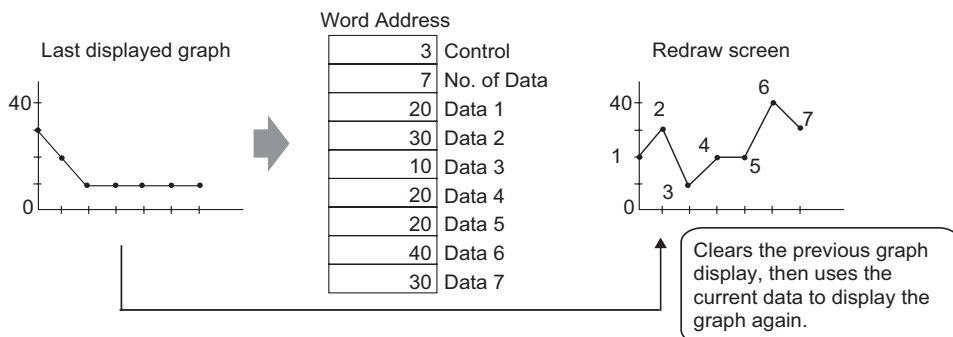 Word Address
Last displayed graph
40
0
3 Control
7 No. of Data
20 Data 1
30 Data 2
10 Data 3
20 Data 4
20 Data 5
40 Data 6
30 Data 7
Redraw screen
40
0
1
2
3
4
5
6
7
Clears the previous graph
display, then uses the
current data to display the
graph again.